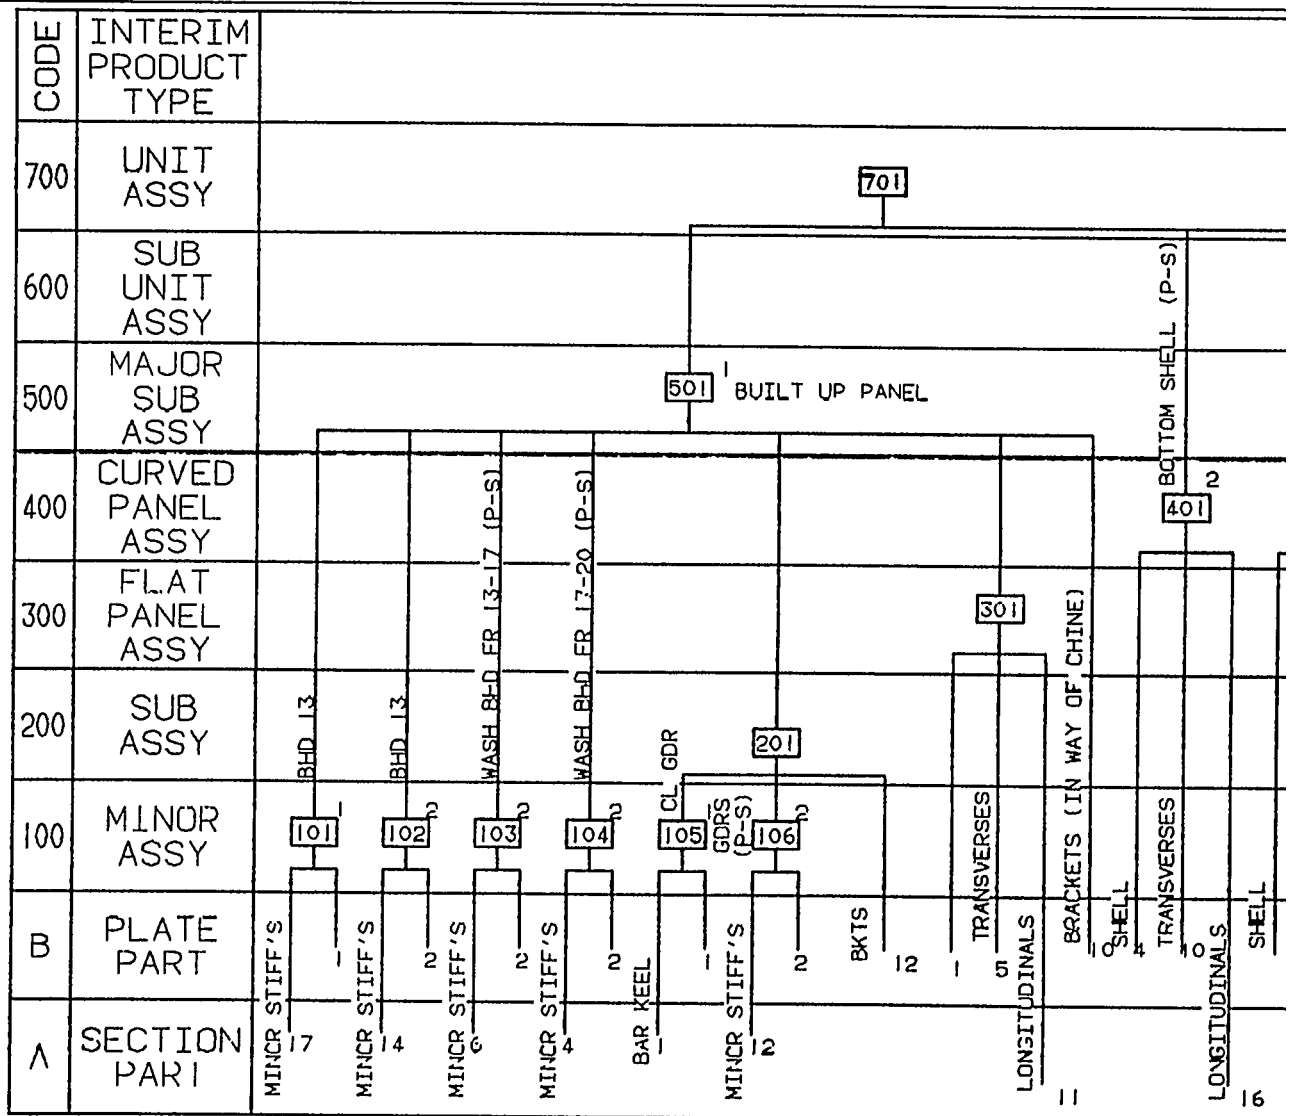 CODE
INTERIM
PRODUCT
TYPE
700
UNIT
ASSY
701
600
SUB
UNIT
ASSY
BOTTOM SHELL (P-S)
500
MAJOR
SUB
ASSY
501
1
BUILT UP PANEL
400
CURVED
PANEL
ASSY
401
2
300
FLAT
PANEL
ASSY
301
200
SUB
ASSY
BHD 13
BHD 13
WASH BHD FR 13-17 (P-S)
WASH BHD FR 17-20 (P-S)
CL GDR
201
BRACKETS (IN WAY OF CHINE)
100
MINOR
ASSY
101
1
102
2
103
2
104
2
105
1
GDRS
(P-S)
106
2
B
PLATE
PART
1
2
2
2
1
2
BKTS
12
1
TRANSVERSES
5
10
SHELL
4
TRANSVERSES
10
SHELL
A
SECTION
PART
MINOR STIFF'S
17
MINOR STIFF'S
14
MINOR STIFF'S
6
MINOR STIFF'S
4
BAR KEEL
1
MINOR STIFF'S
12
LONGITUDINALS
11
LONGITUDINALS
16